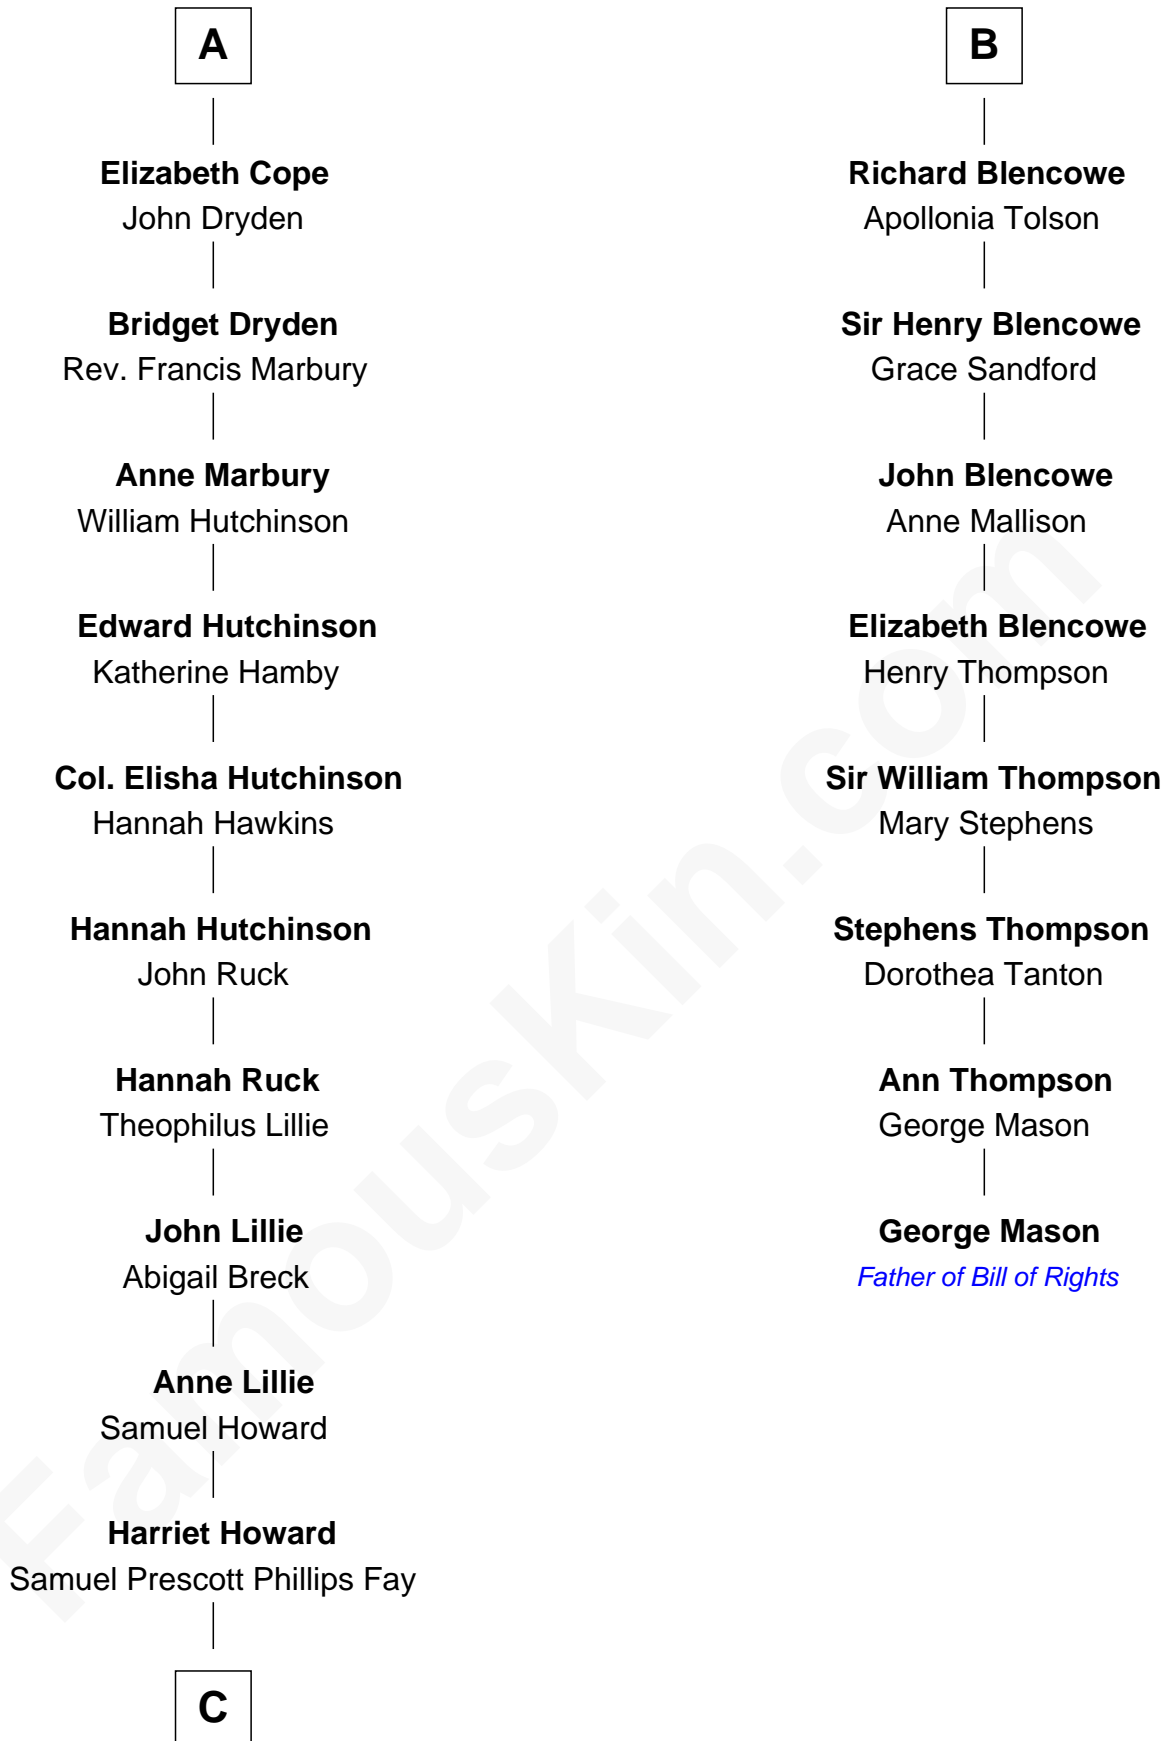 A
Elizabeth Cope
John Dryden
Bridget Dryden
Rev. Francis Marbury
Anne Marbury
William Hutchinson
Edward Hutchinson
Katherine Hamby
Col. Elisha Hutchinson
Hannah Hawkins
Hannah Hutchinson
John Ruck
Hannah Ruck
Theophilus Lillie
John Lillie
Abigail Breck
Anne Lillie
Samuel Howard
Harriet Howard
Samuel Prescott Phillips Fay
C
B
Richard Blencowe
Apollonia Tolson
Sir Henry Blencowe
Grace Sandford
John Blencowe
Anne Mallison
Elizabeth Blencowe
Henry Thompson
Sir William Thompson
Mary Stephens
Stephens Thompson
Dorothea Tanton
Ann Thompson
George Mason
George Mason
Father of Bill of Rights
FamousKin.com